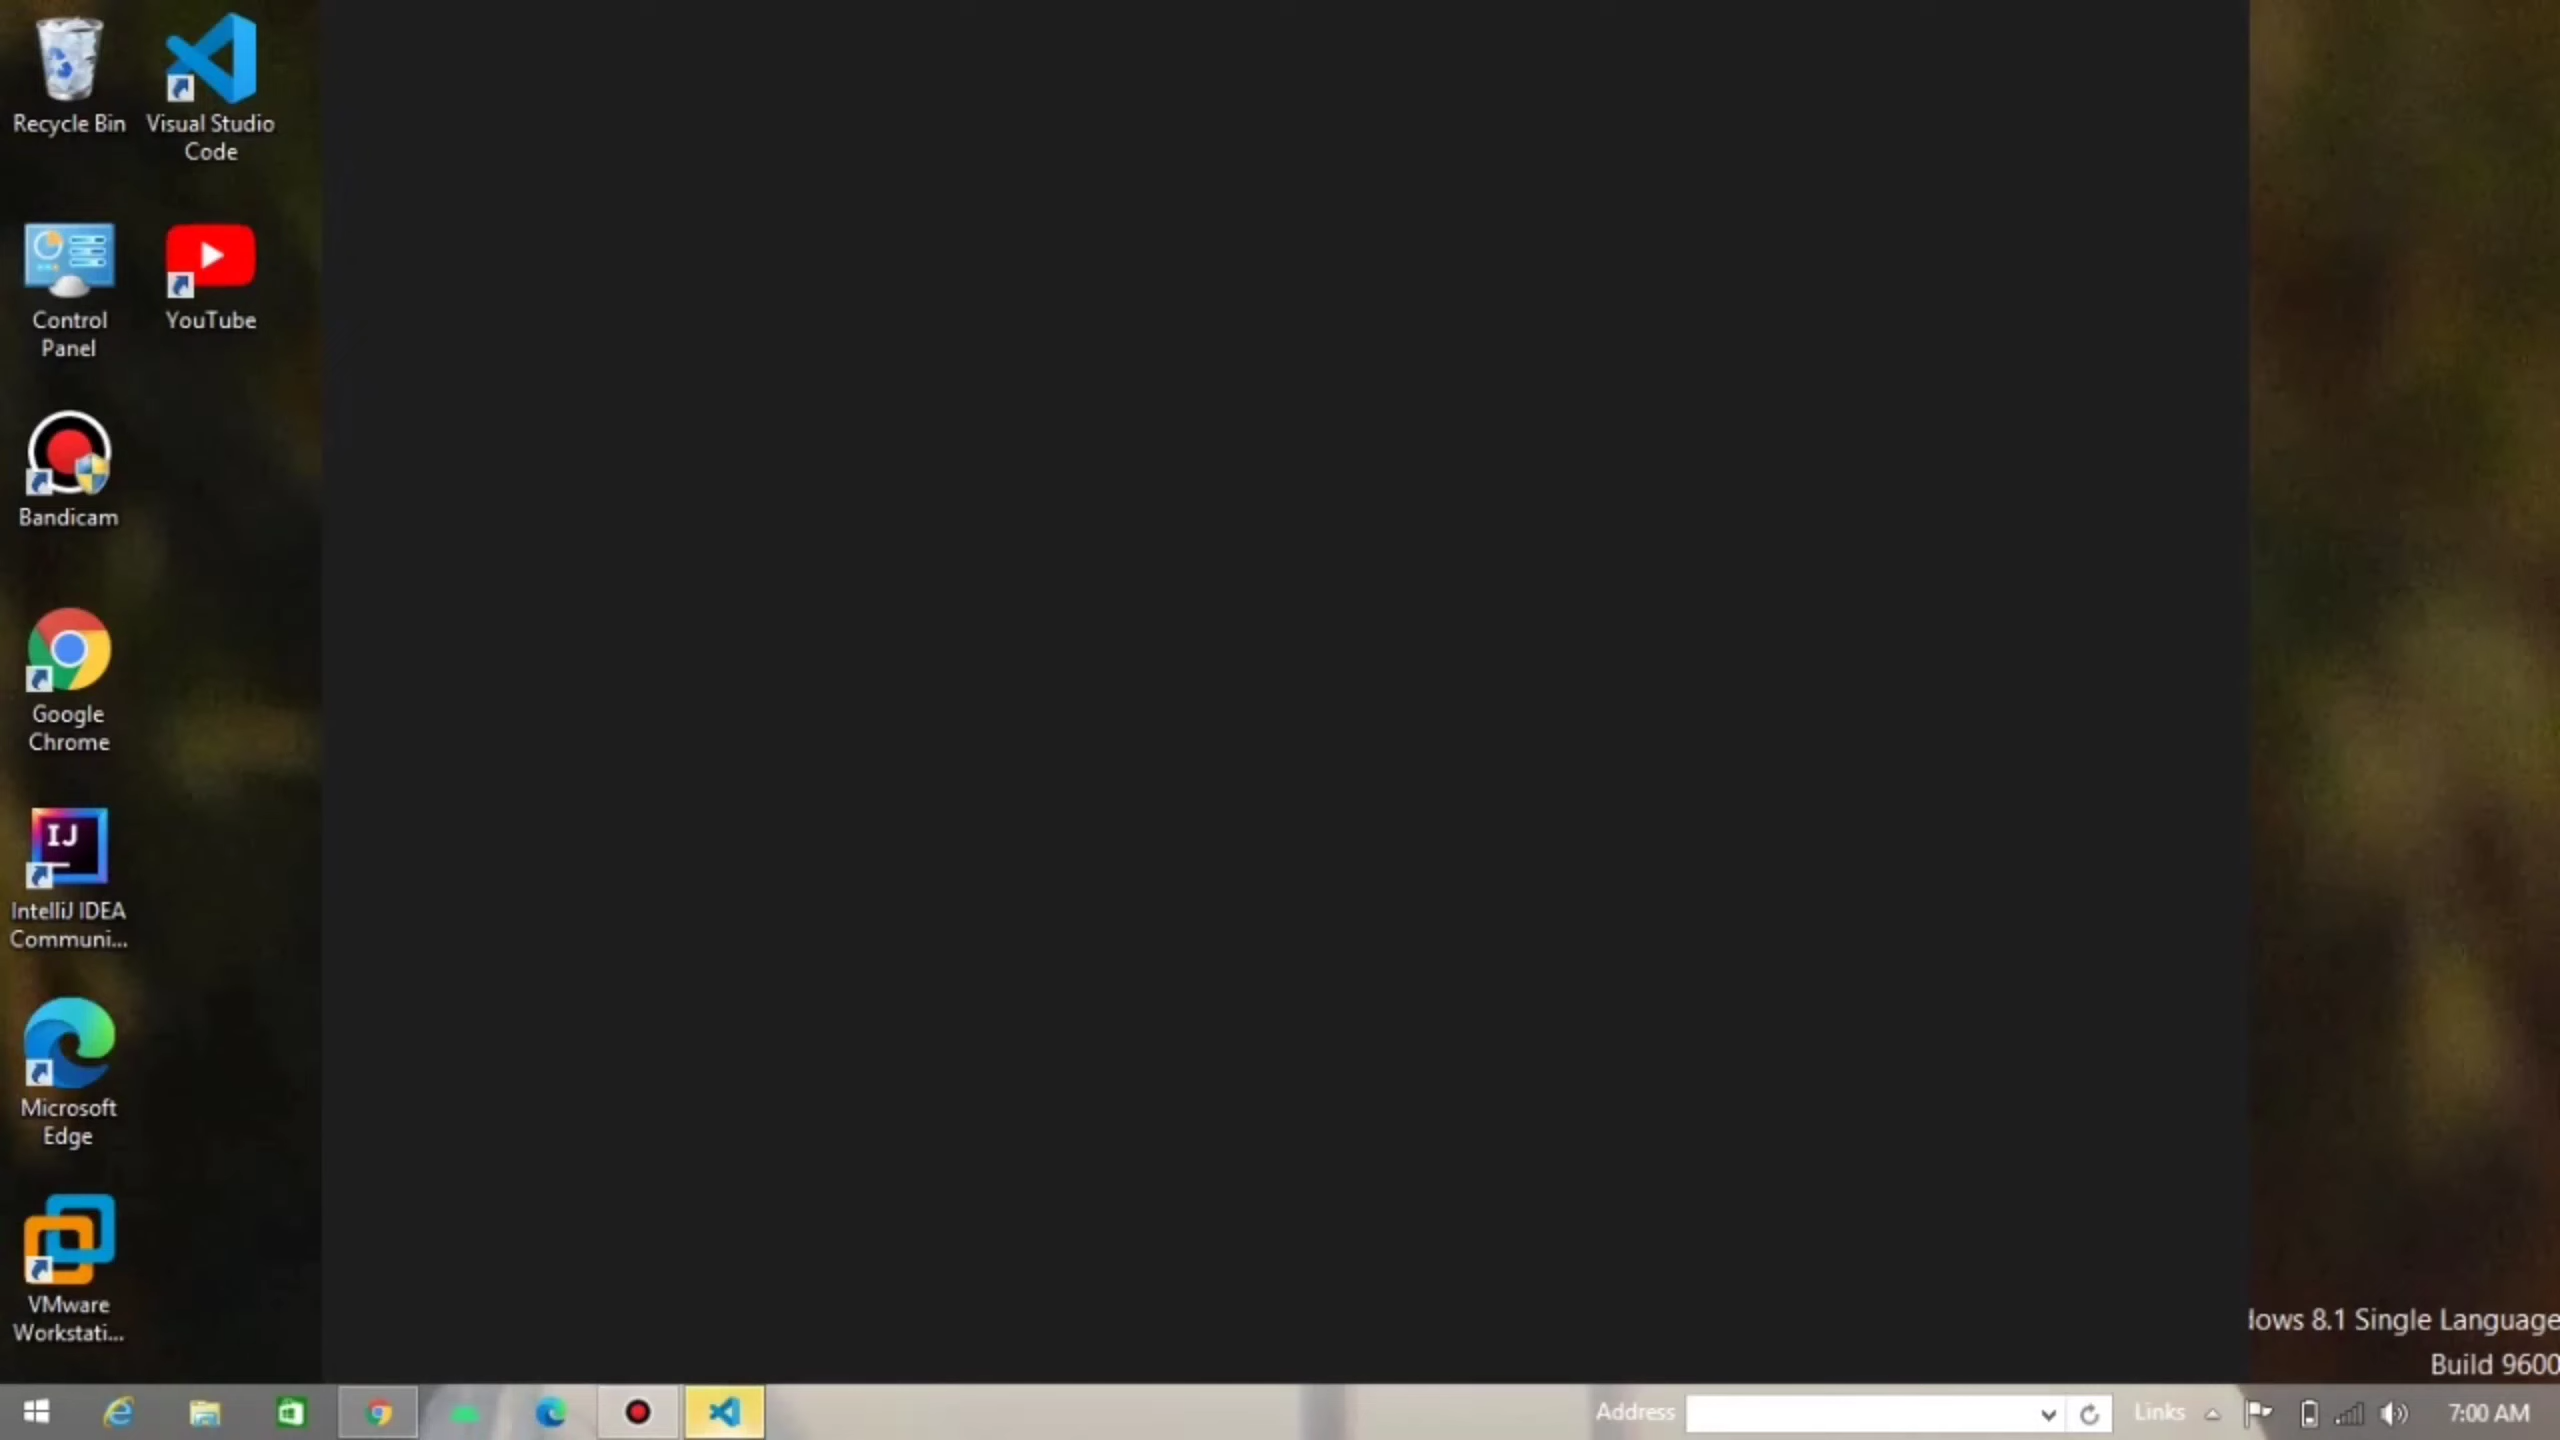 Recycle Bin
Visual Studio
Code
Control
Panel
YouTube
Bandicam
Google
Chrome
IJ
IntelliJ IDEA
Communi...
Microsoft
Edge
VMware
Workstati...
lows 8.1 Single Language
Build 9600
Address
Links
7:00 AM